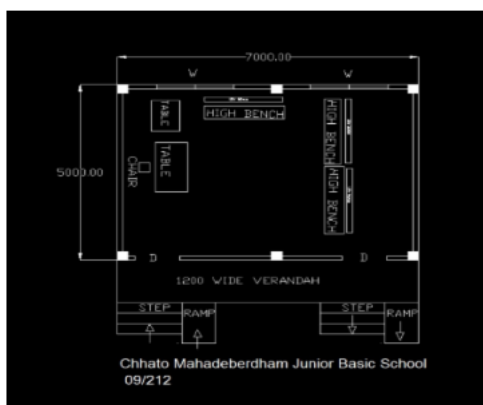 7000.00
W W
TABLE
HIGH BENCH
HIGH BENCH
5000.00
CHAIR
TABLE
HIGH BENCH
D D
1200 WIDE VERANDAH
STEP RAMP STEP RAMP
Chhato Mahadeberdham Junior Basic School
09/212